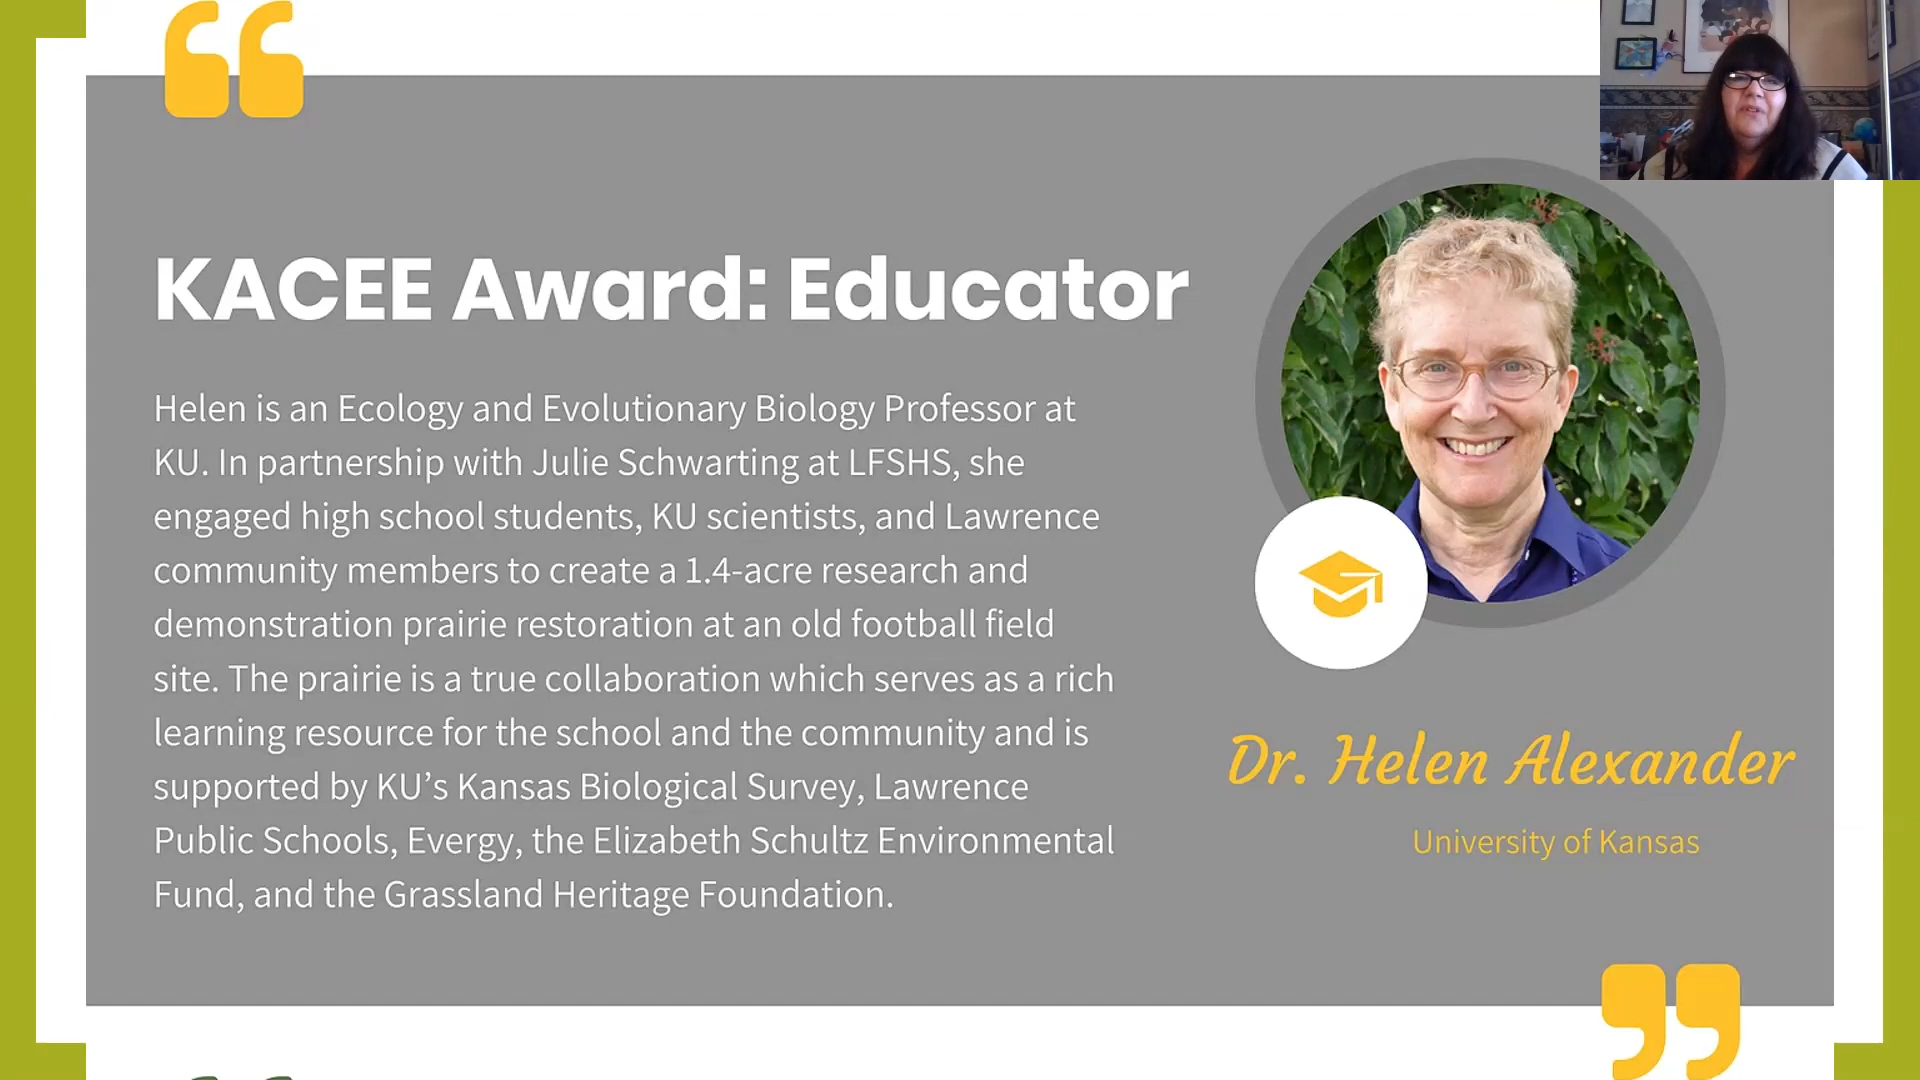 KACEE Award: Educator
Helen is an Ecology and Evolutionary Biology Professor at
KU. In partnership with Julie Schwarting at LFSHS, she
engaged high school students, KU scientists, and Lawrence
community members to create a 1.4-acre research and
demonstration prairie restoration at an old football field
site. The prairie is a true collaboration which serves as a rich
learning resource for the school and the community and is
supported by KU’s Kansas Biological Survey, Lawrence
Public Schools, Evergy, the Elizabeth Schultz Environmental
Fund, and the Grassland Heritage Foundation.
Dr. Helen Alexander
University of Kansas